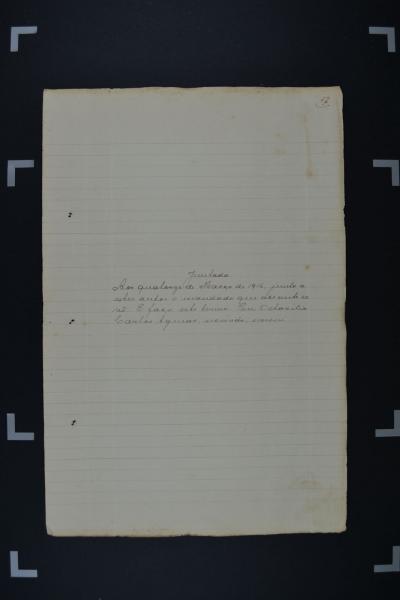 Juntada
Aos quatorze de Março de 1916, junto a
estes autos o mandado que adeante se
vê. E faço este termo. Eu, Octavilio
Carlos Aguiar, escrivão, escrevi